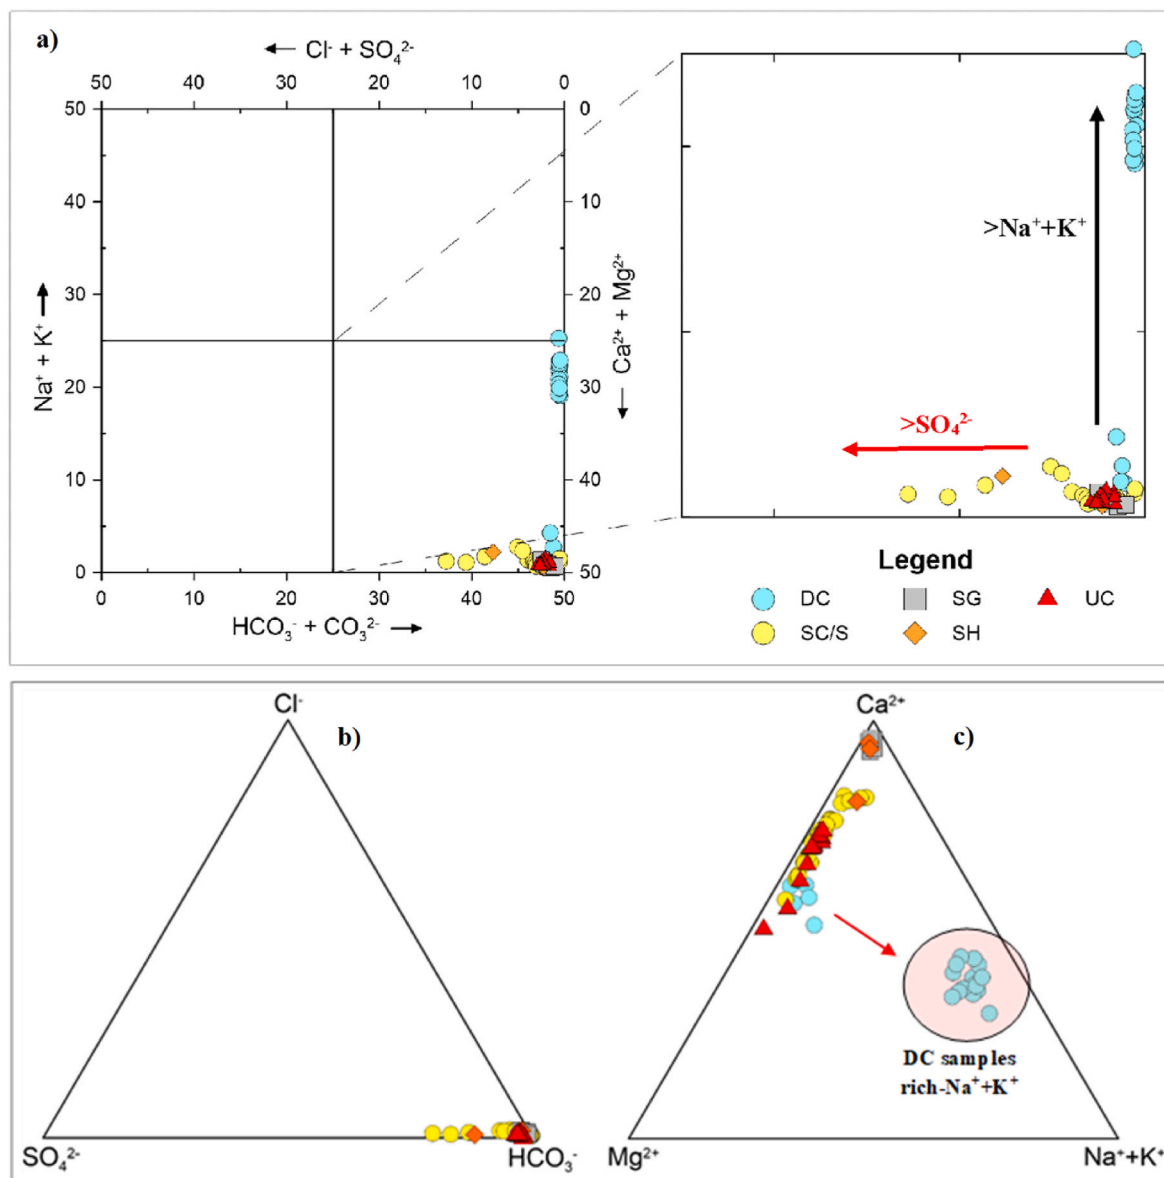 a)
← Cl⁻ + SO₄²⁻
50 40 30 20 10 0
50 0
40 10
30 20
20 30
10 40
0 50
Na⁺ + K⁺ →
← Ca²⁺ + Mg²⁺
0 10 20 30 40 50
HCO₃⁻ + CO₃²⁻ →
>Na⁺+K⁺
>SO₄²⁻
Legend
DC SG UC
SC/S SH
b)
Cl⁻
SO₄²⁻ HCO₃⁻
c)
Ca²⁺
DC samples
rich-Na⁺+K⁺
Mg²⁺ Na⁺+K⁺